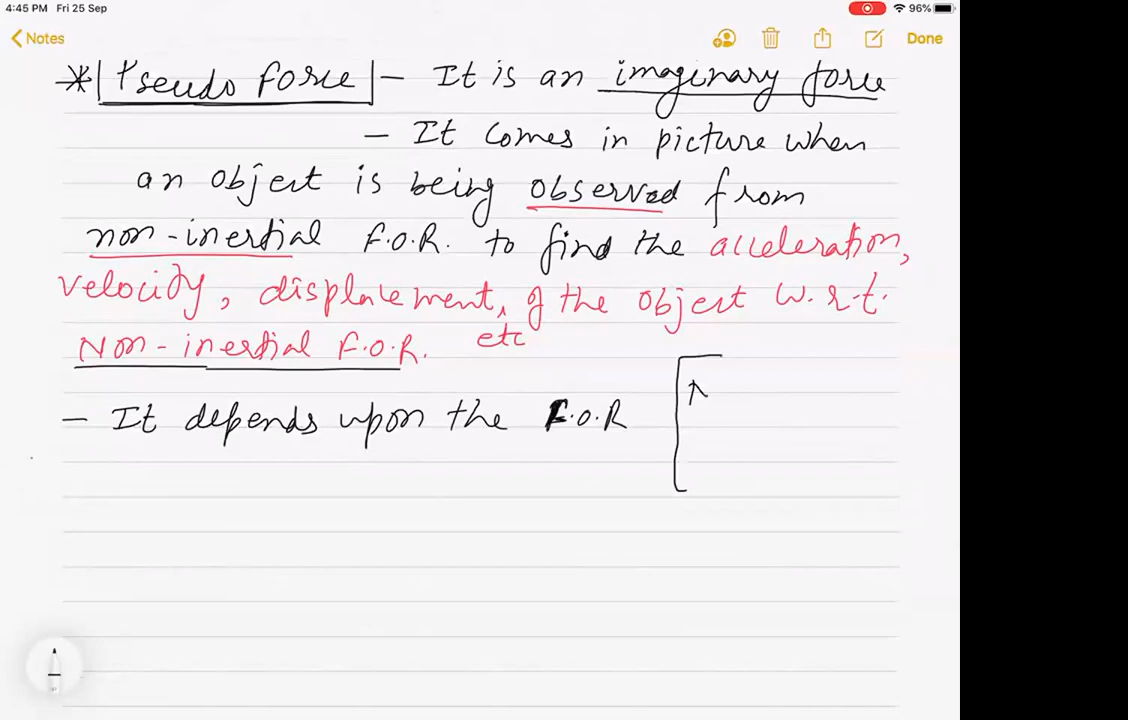 4:45 PM Fri 25 Sep
96%
Notes
Done
* Pseudo force - It is an imaginary force
- It comes in picture when
an object is being observed from
non-inertial F.O.R. to find the acceleration,
velocity, displacement, of the object w.r.t.
Non-inertial F.O.R. etc
- It depends upon the F.O.R